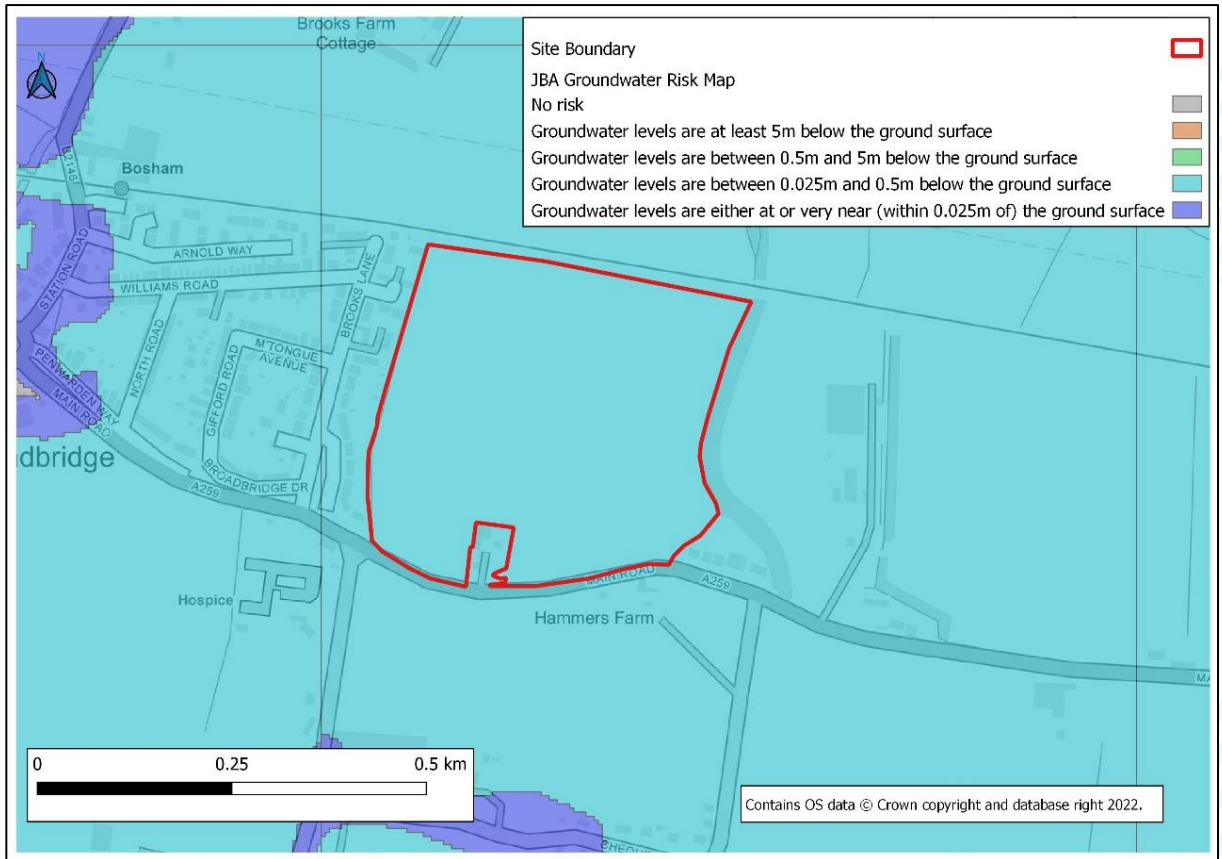 Brooks Farm
Cottage
N
B2146
Bosham
ARNOLD WAY
WILLIAMS ROAD
STATION ROAD
BROOKS LANE
NORTH ROAD
GIFFORD ROAD
M'TONGUE
AVENUE
PENWARDEN WAY
MAIN ROAD
dbridge
BROADBRIDGE DR
A259
Hospice
MAIN ROAD
A259
Hammers Farm
MA
Site Boundary
JBA Groundwater Risk Map
No risk
Groundwater levels are at least 5m below the ground surface
Groundwater levels are between 0.5m and 5m below the ground surface
Groundwater levels are between 0.025m and 0.5m below the ground surface
Groundwater levels are either at or very near (within 0.025m of) the ground surface
0 0.25 0.5 km
CHEQUE
Contains OS data © Crown copyright and database right 2022.